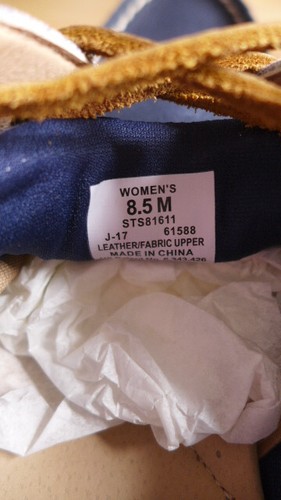 WOMEN'S
8.5 M
STS81611
J-17 61588
LEATHER/FABRIC UPPER
MADE IN CHINA